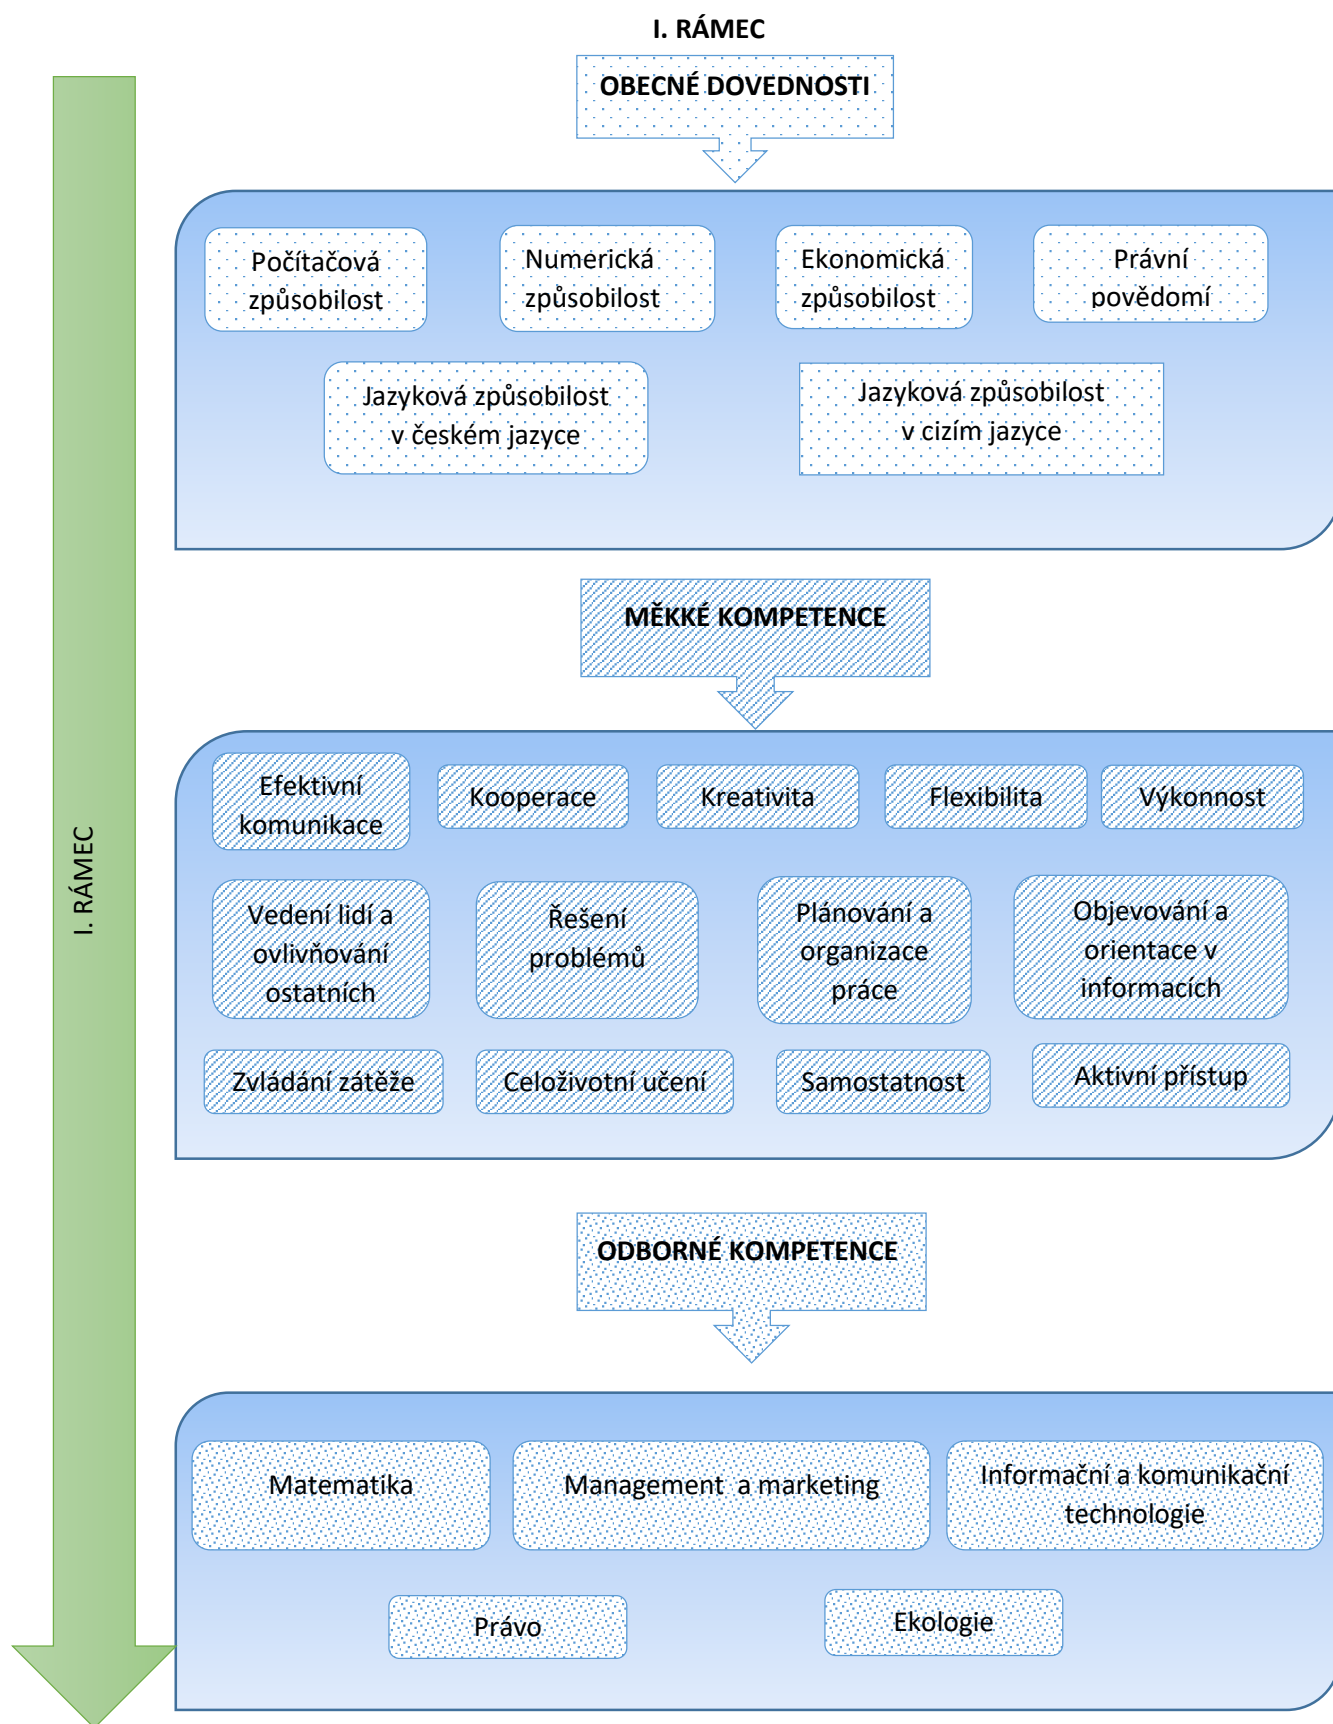 I. RÁMEC
OBECNÉ DOVEDNOSTI
Počítačová
způsobilost
Numerická
způsobilost
Ekonomická
způsobilost
Právní
povědomí
Jazyková způsobilost
v českém jazyce
Jazyková způsobilost
v cizím jazyce
MĚKKÉ KOMPETENCE
Efektivní
komunikace
Kooperace
Kreativita
Flexibilita
Výkonnost
I. RÁMEC
Vedení lidí a
ovlivňování
ostatních
Řešení
problémů
Plánování a
organizace
práce
Objevování a
orientace v
informacích
Zvládání zátěže
Celoživotní učení
Samostatnost
Aktivní přístup
ODBORNÉ KOMPETENCE
Matematika
Management  a marketing
Informační a komunikační
technologie
Právo
Ekologie